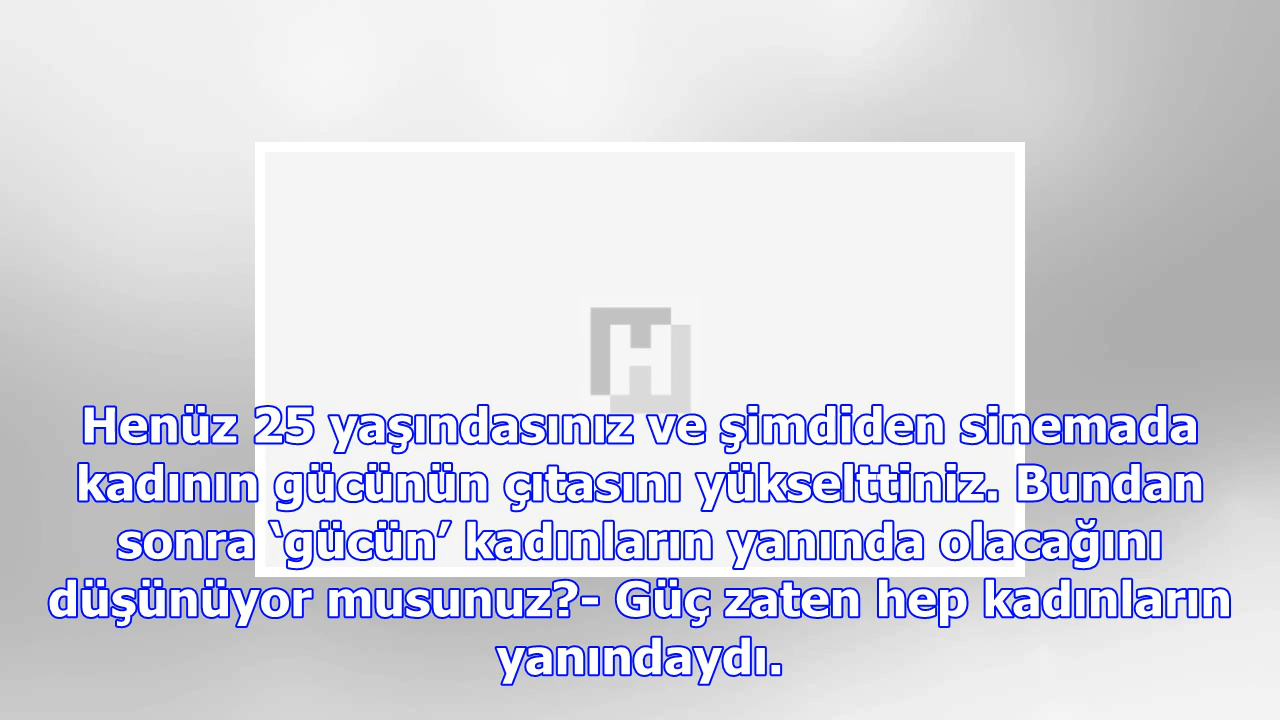 H
Henüz 25 yaşındasınız ve şimdiden sinemada
kadının gücünün çıtasını yükselttiniz. Bundan
sonra ‘gücün’ kadınların yanında olacağını
düşünüyor musunuz?- Güç zaten hep kadınların
yanındaydı.